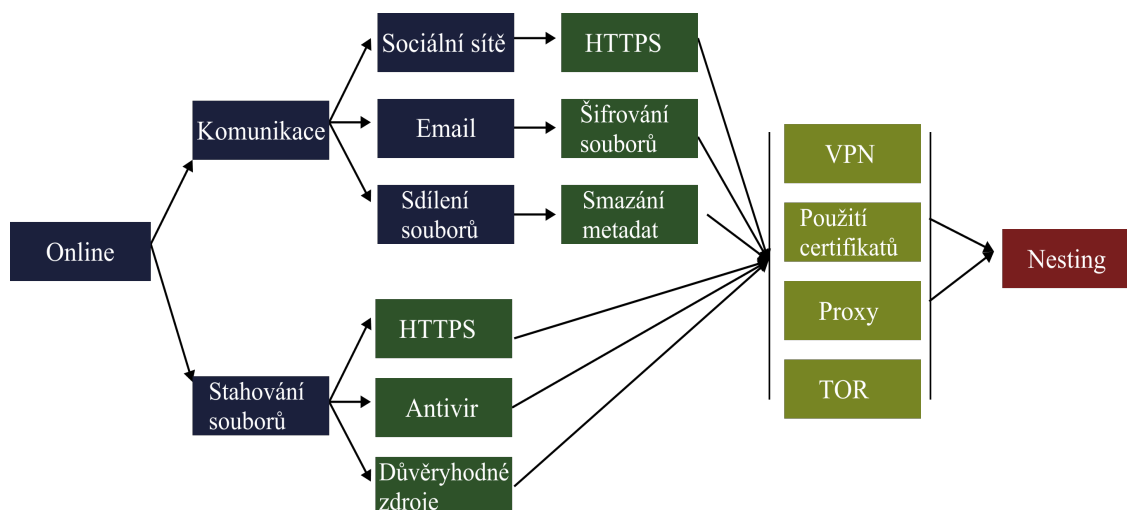 Online
Komunikace
Stahování
souborů
Sociální sítě
Email
Sdílení
souborů
HTTPS
Antivir
Důvěryhodné
zdroje
HTTPS
Šifrování
souborů
Smazání
metadat
VPN
Použití
certifikatů
Proxy
TOR
Nesting